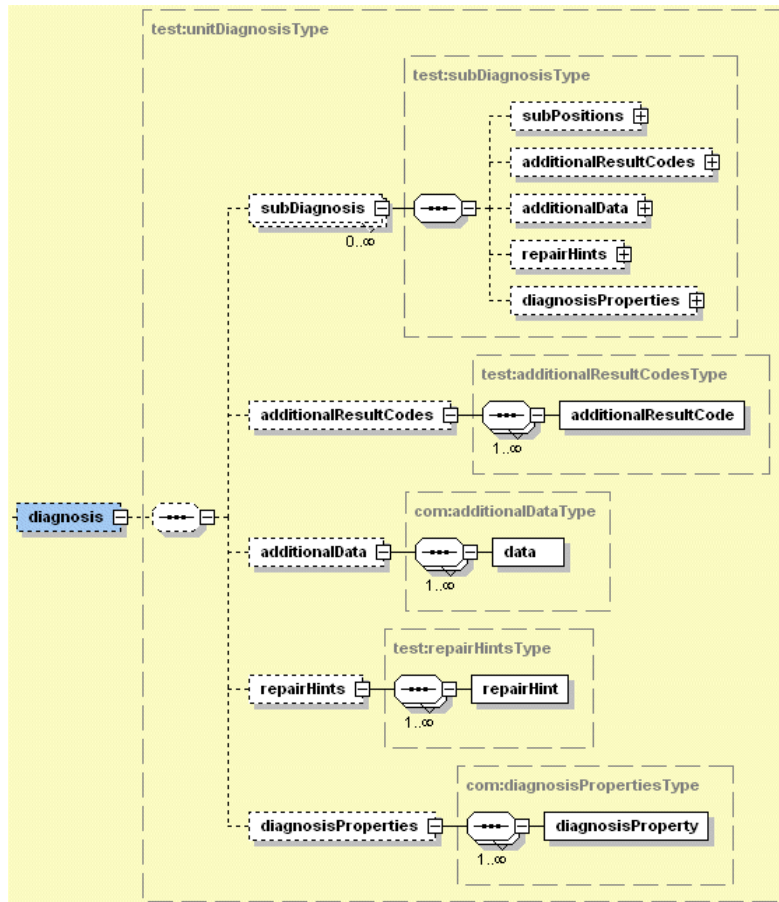 test:unitDiagnosisType
test:subDiagnosisType
subPositions
additionalResultCodes
subDiagnosis
0..∞
additionalData
repairHints
diagnosisProperties
test:additionalResultCodesType
additionalResultCodes
1..∞
additionalResultCode
diagnosis
com:additionalDataType
additionalData
1..∞
data
test:repairHintsType
repairHints
1..∞
repairHint
com:diagnosisPropertiesType
diagnosisProperties
1..∞
diagnosisProperty